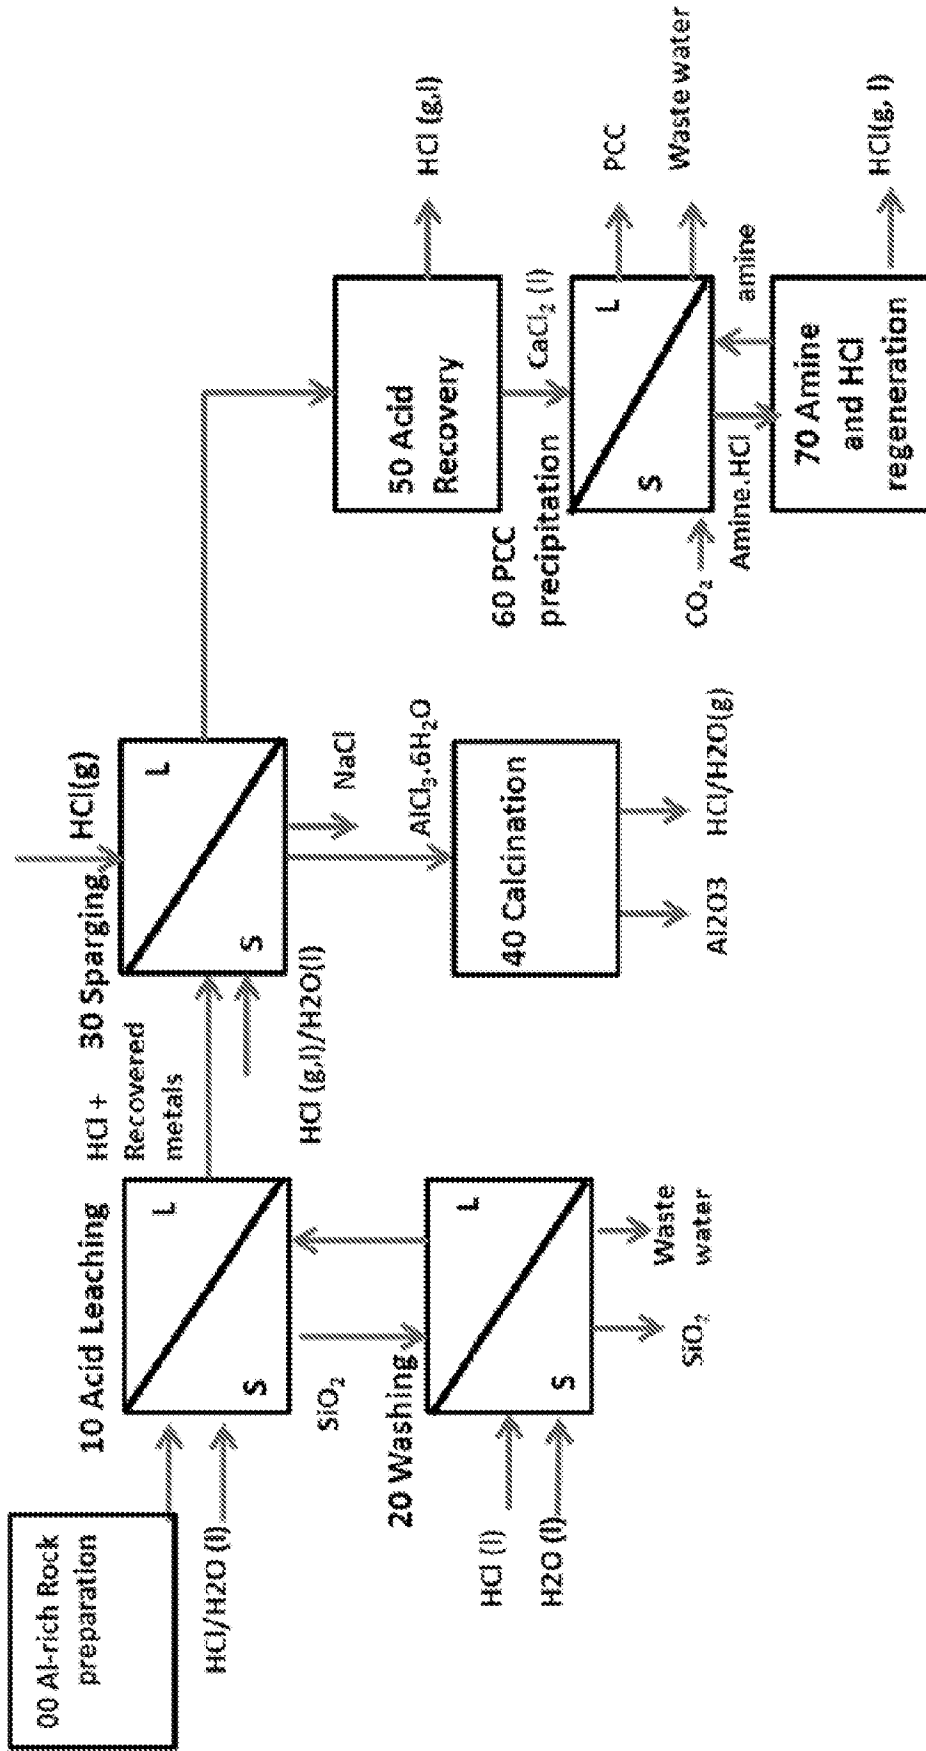 00 Al-rich Rock
preparation
HCl/H2O (l)
10 Acid Leaching
L
S
SiO₂
20 Washing
L
S
HCl (l)
H2O (l)
SiO₂
Waste
water
HCl +
Recovered
metals
30 Sparging
HCl(g)
L
S
HCl (g,l)/H2O(l)
NaCl
AlCl₃.6H₂O
40 Calcination
Al2O3
HCl/H2O(g)
50 Acid
Recovery
HCl (g,l)
CaCl₂ (l)
60 PCC
precipitation
L
S
PCC
Waste water
CO₂
Amine.HCl
amine
70 Amine
and HCl
regeneration
HCl(g, l)